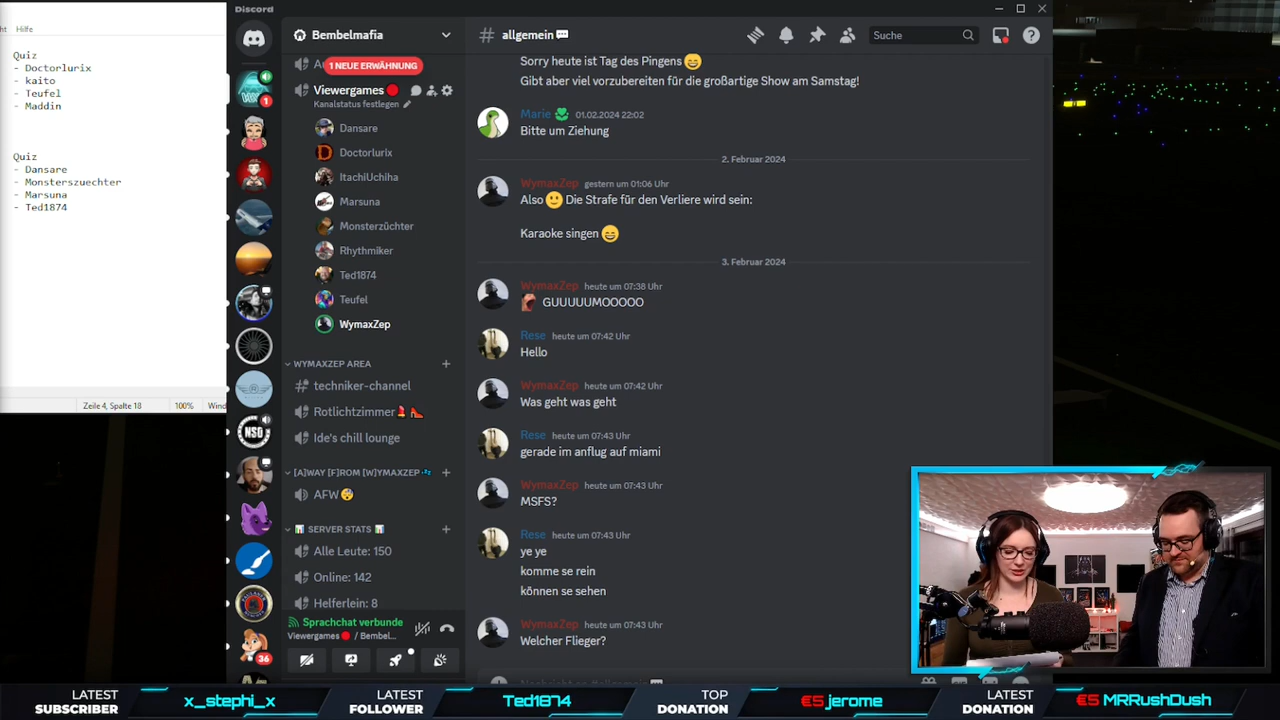 Discord
ht Hilfe
Quiz
- Doctorlurix
- kaito
- Teufel
- Maddin
Quiz
- Dansare
- Monsterszuechter
- Marsuna
- Ted1874
Zeile 4, Spalte 18 100% Wind
Bembelmafia
1 NEUE ERWÄHNUNG
Viewergames
Kanalstatus festlegen
Dansare
Doctorlurix
ItachiUchiha
Marsuna
Monsterzüchter
Rhythmiker
Ted1874
Teufel
WymaxZep
WYMAXZEP AREA
techniker-channel
Rotlichtzimmer
Ide's chill lounge
[A]WAY [F]ROM [W]YMAXZEP
AFW
SERVER STATS
Alle Leute: 150
Online: 142
Helferlein: 8
Sprachchat verbunde
Viewergames / Bembel...
1
NSG
36
# allgemein
Suche
Sorry heute ist Tag des Pingens
Gibt aber viel vorzubereiten für die großartige Show am Samstag!
Marie 01.02.2024 22:02
Bitte um Ziehung
2. Februar 2024
WymaxZep gestern um 01:06 Uhr
Also Die Strafe für den Verliere wird sein:
Karaoke singen
3. Februar 2024
WymaxZep heute um 07:38 Uhr
GUUUUUMOOOOO
Rese heute um 07:42 Uhr
Hello
WymaxZep heute um 07:42 Uhr
Was geht was geht
Rese heute um 07:43 Uhr
gerade im anflug auf miami
WymaxZep heute um 07:43 Uhr
MSFS?
Rese heute um 07:43 Uhr
ye ye
komme se rein
können se sehen
WymaxZep heute um 07:43 Uhr
Welcher Flieger?
LATEST SUBSCRIBER x_stephi_x
LATEST FOLLOWER Ted1874
TOP DONATION €5 jerome
LATEST DONATION €5 MRRushDush